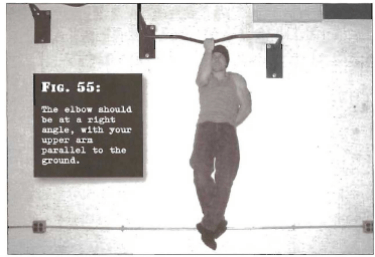 FIG. 55:
The elbow should
be at a right
angle, with your
upper arm
parallel to the
ground.